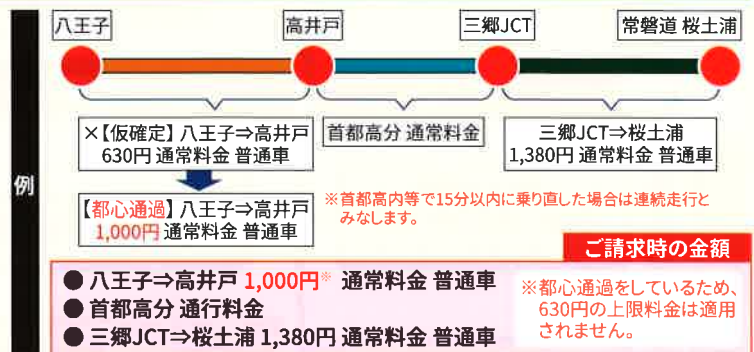 八王子
高井戸
三郷JCT
常磐道 桜土浦
×【仮確定】八王子⇒高井戸
630円 通常料金 普通車
首都高分 通常料金
三郷JCT⇒桜土浦
1,380円 通常料金 普通車
例
【都心通過】八王子⇒高井戸
1,000円 通常料金 普通車
※首都高内等で15分以内に乗り直した場合は連続走行と
みなします。
ご請求時の金額
● 八王子⇒高井戸 1,000円※ 通常料金 普通車
● 首都高分 通行料金
● 三郷JCT⇒桜土浦 1,380円 通常料金 普通車
※都心通過をしているため、
630円の上限料金は適用
されません。